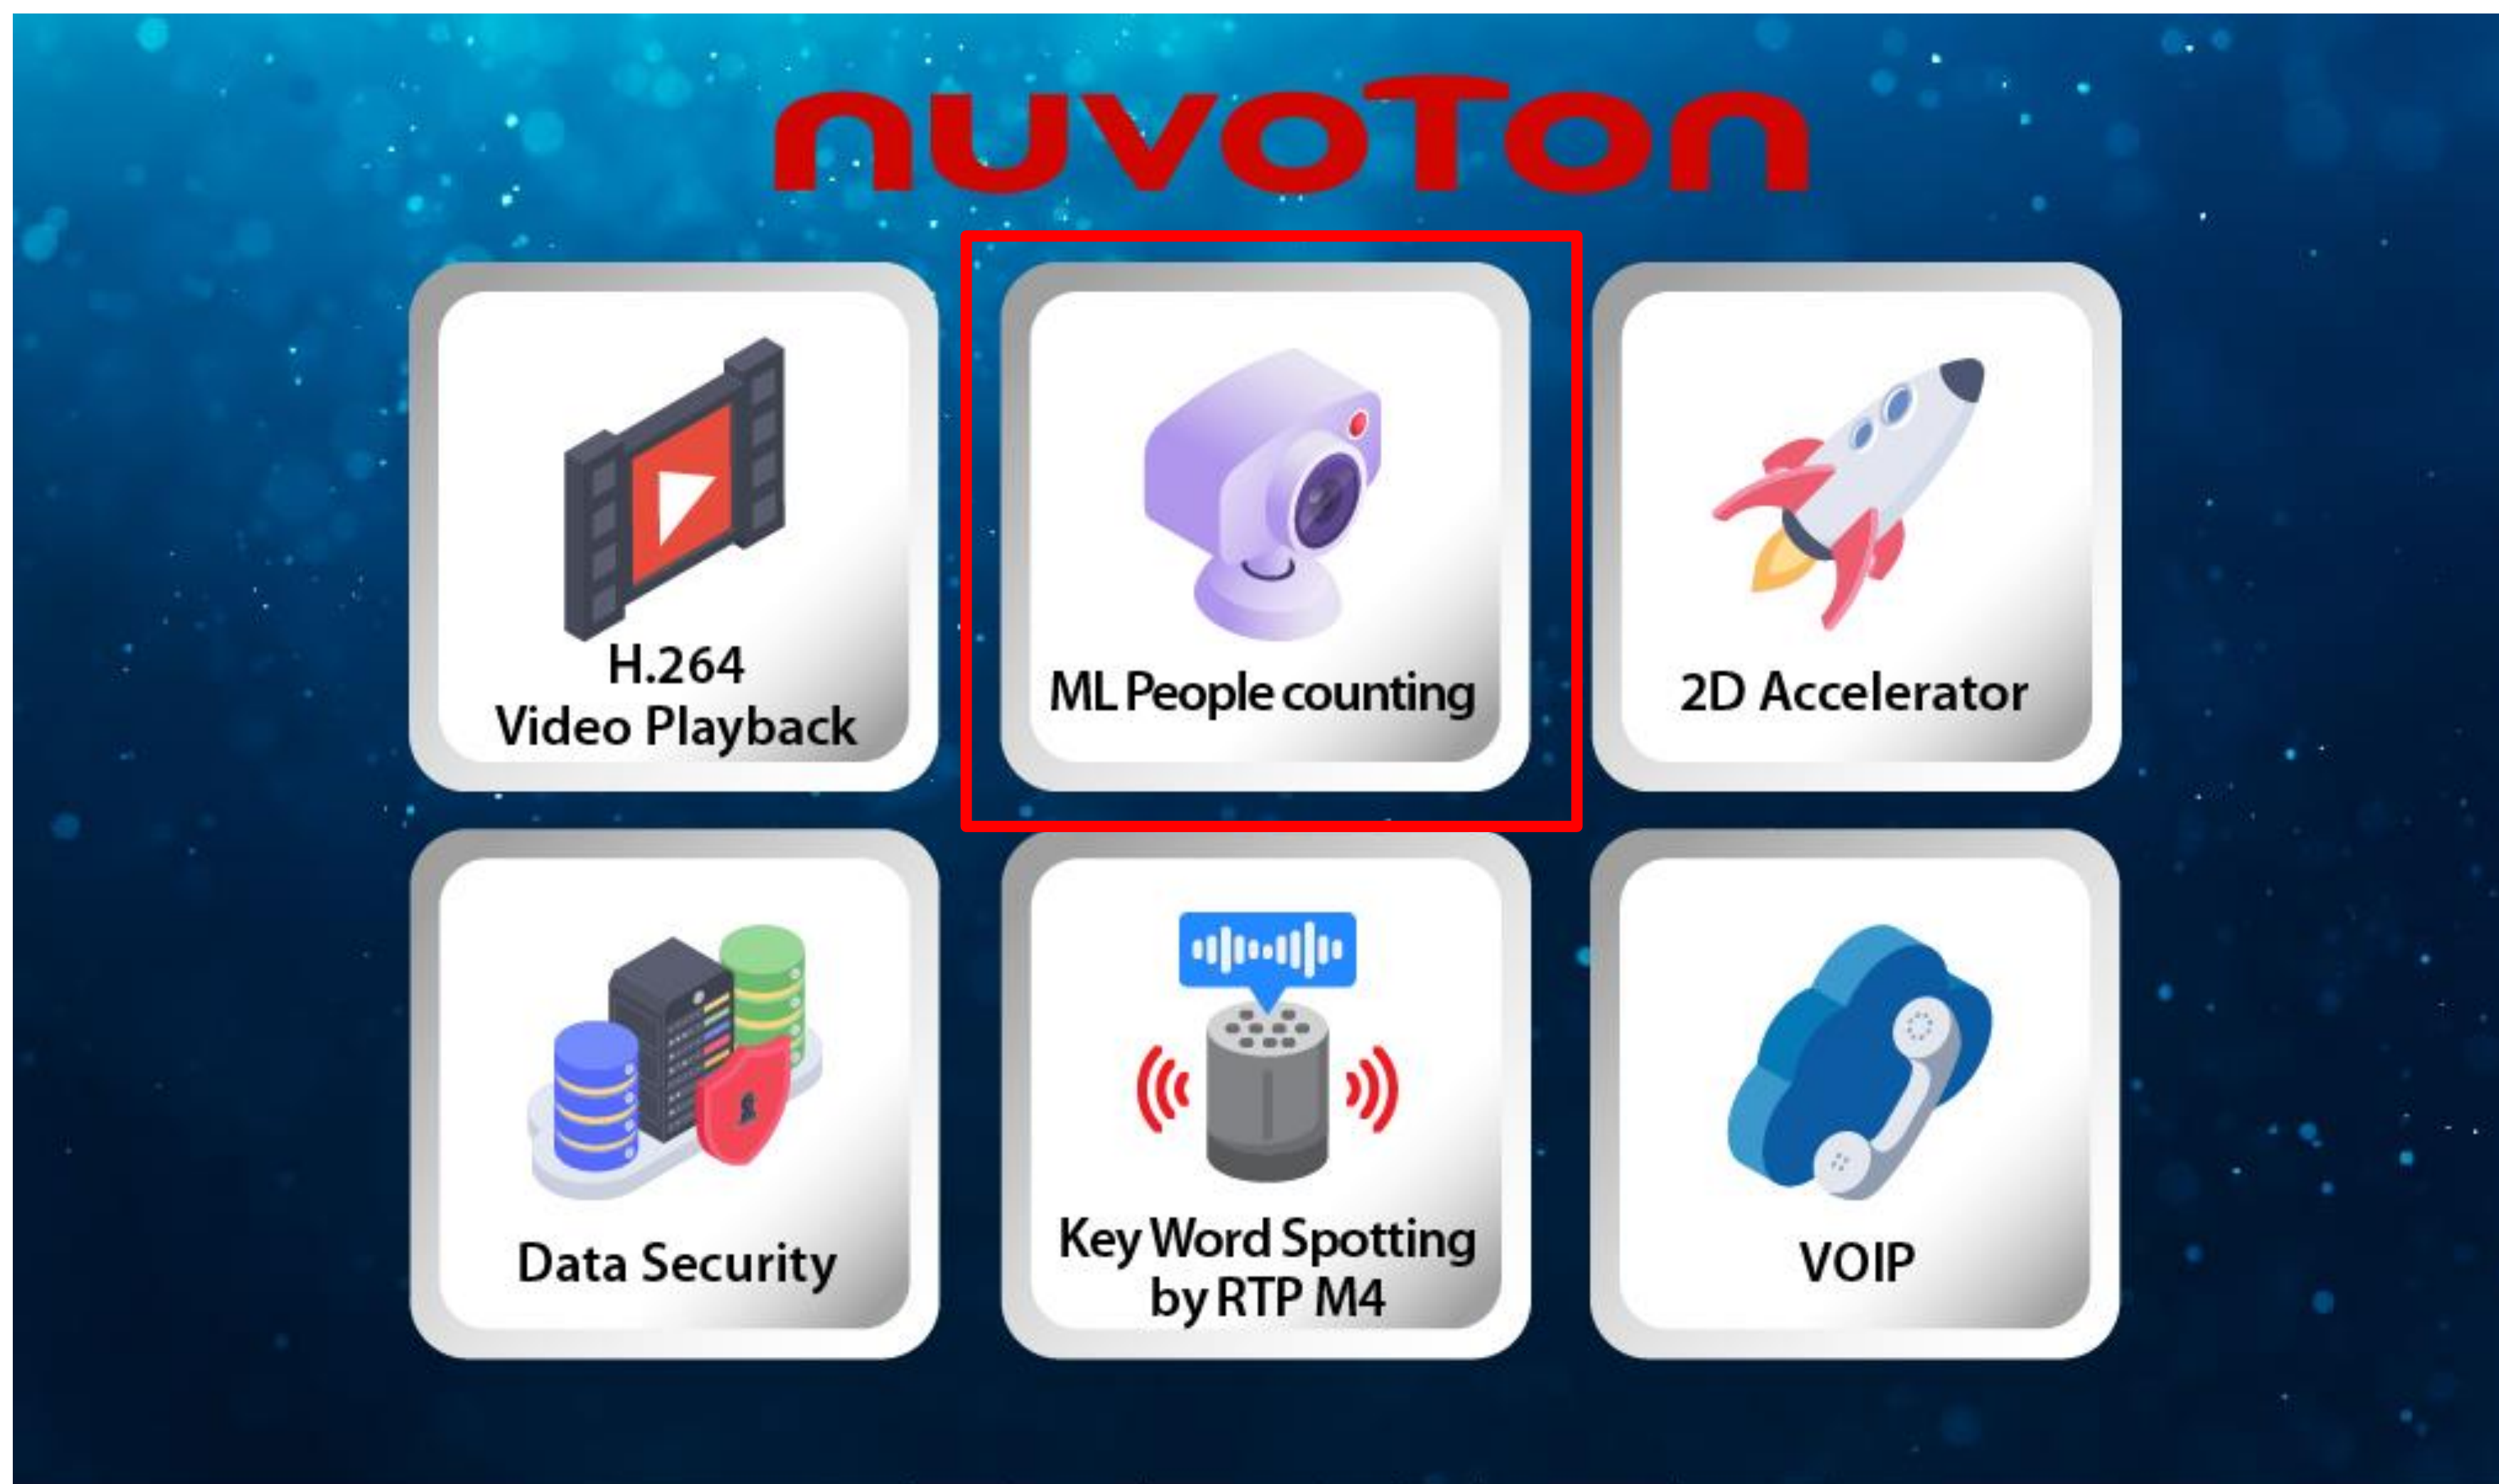 nuvoTon
H.264
Video Playback
ML People counting
2D Accelerator
Data Security
Key Word Spotting
by RTP M4
VOIP